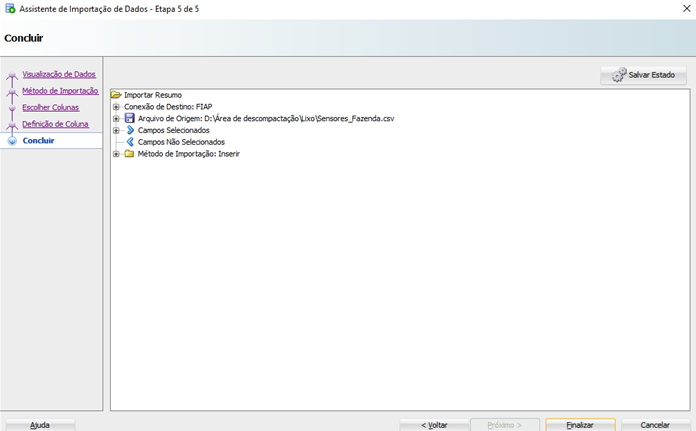 Assistente de Importação de Dados - Etapa 5 de 5
Concluir
Visualização de Dados
Método de Importação
Escolher Colunas
Definição de Coluna
Concluir
Salvar Estado
Importar Resumo
Conexão de Destino: FIAP
Arquivo de Origem: D:\Área de descompactação\Lixo\Sensores_Fazenda.csv
Campos Selecionados
Campos Não Selecionados
Método de Importação: Inserir
Ajuda
< Voltar
Próximo >
Finalizar
Cancelar